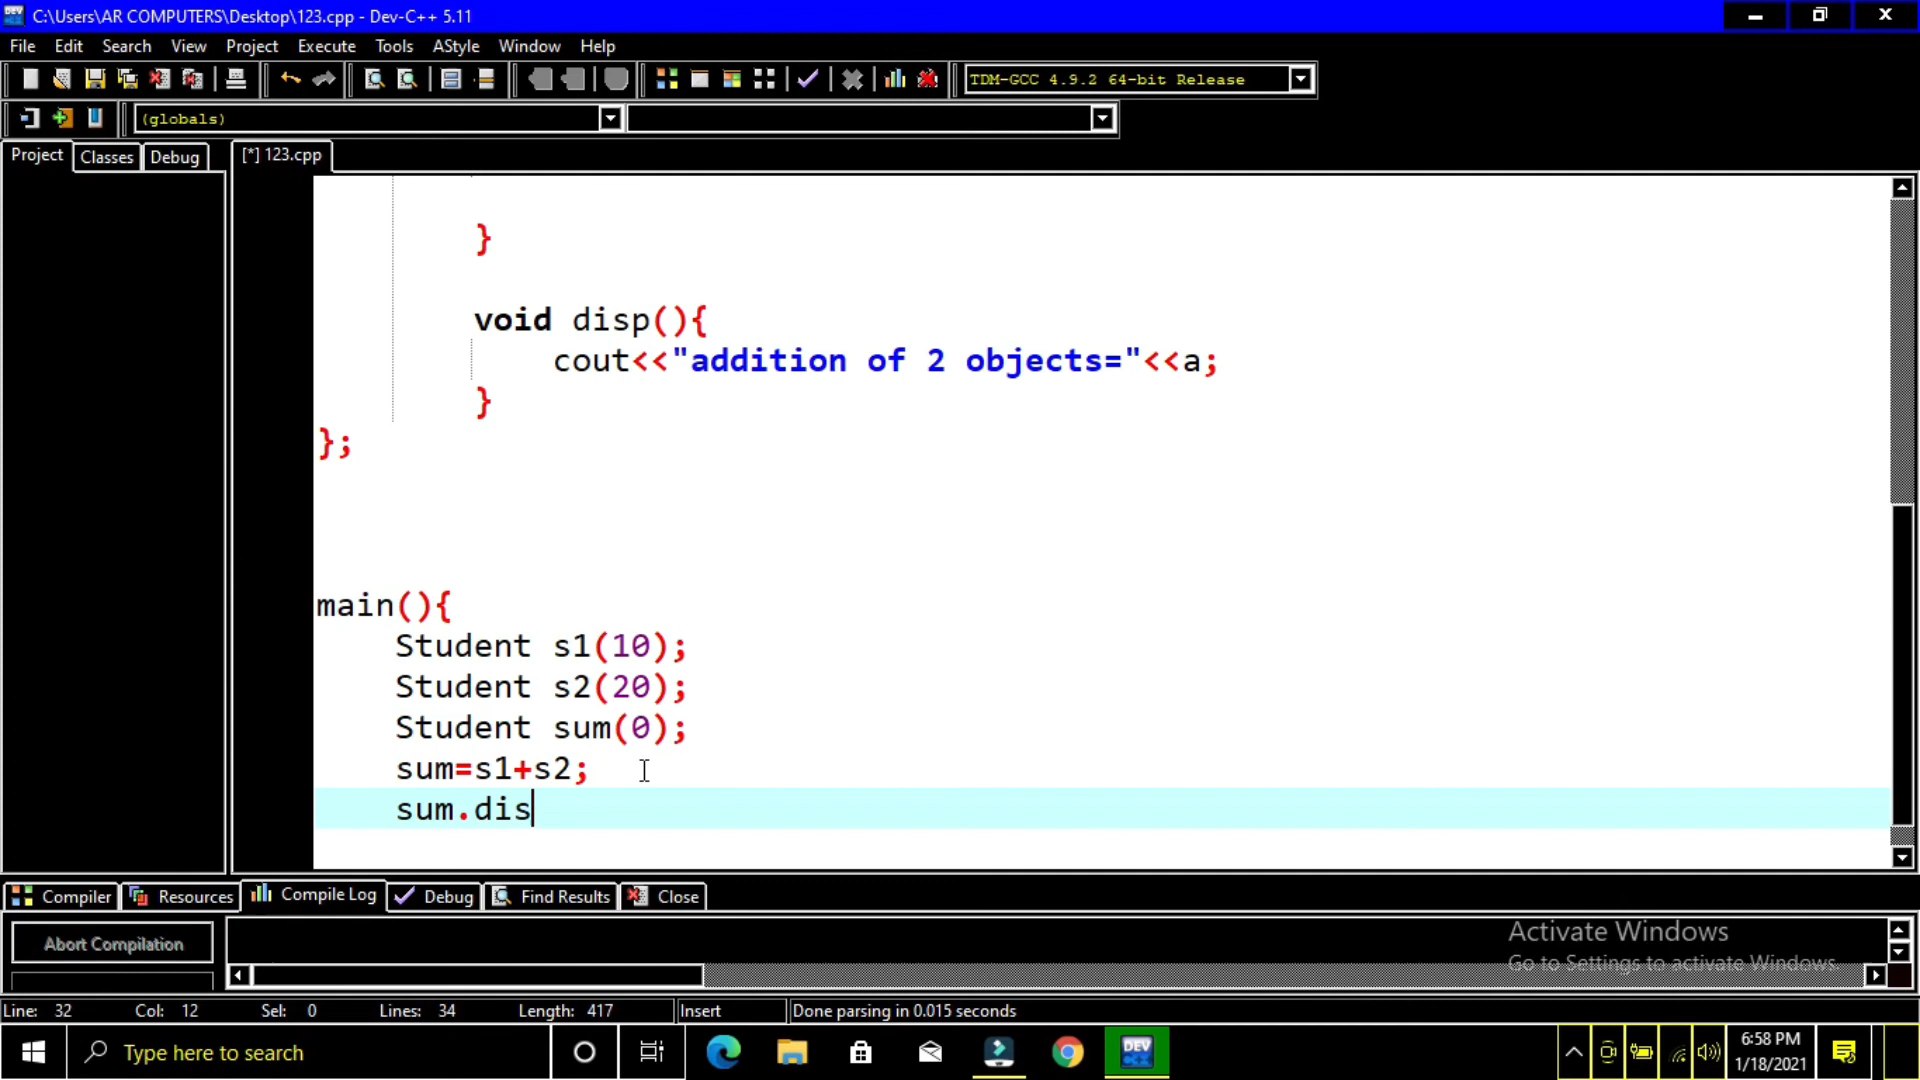 C:\Users\AR COMPUTERS\Desktop\123.cpp - Dev-C++ 5.11
File Edit Search View Project Execute Tools AStyle Window Help
TDM-GCC 4.9.2 64-bit Release
(globals)
Project Classes Debug [*] 123.cpp
}
void disp(){
cout<<"addition of 2 objects="<<a;
}
};
main(){
Student s1(10);
Student s2(20);
Student sum(0);
sum=s1+s2;
sum.dis
Compiler Resources Compile Log Debug Find Results Close
Abort Compilation
Activate Windows
Go to Settings to activate Windows.
Line: 32 Col: 12 Sel: 0 Lines: 34 Length: 417 Insert Done parsing in 0.015 seconds
Type here to search
DEV
C++
6:58 PM
1/18/2021